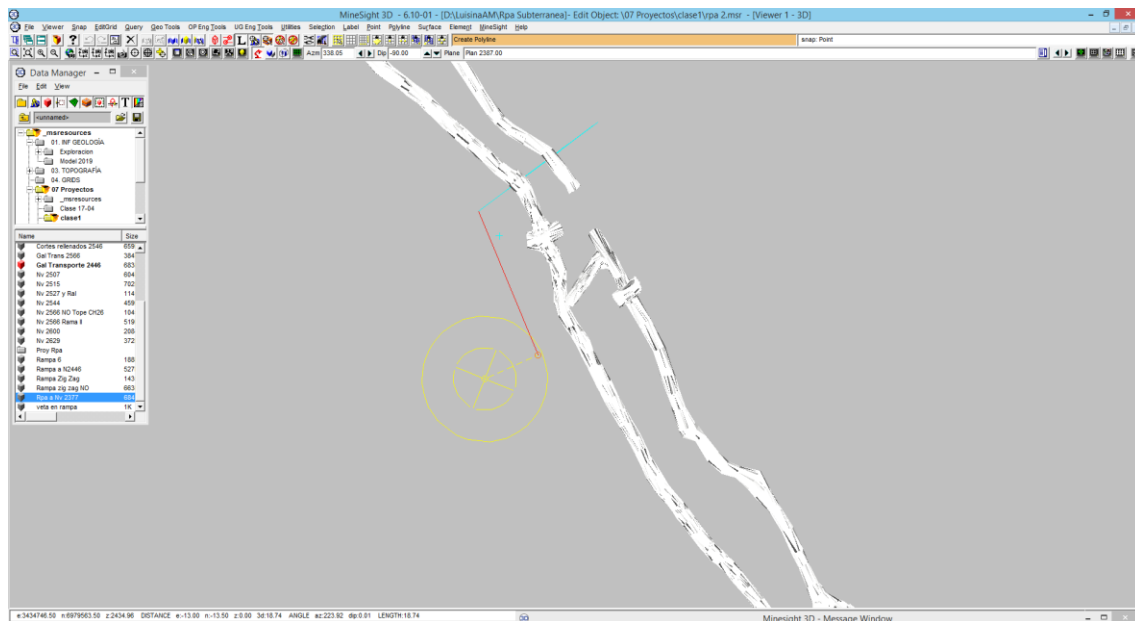 MineSight 3D - 6.10-01 - [D:\LuisinaAM\Rpa Subterranea]- Edit Object: \07 Proyectos\clase1\rpa 2.msr - [Viewer 1 - 3D]
File Viewer Snap EditGrid Query Geo Tools OP Eng Tools UG Eng Tools Utilities Selection Label Point Polyline Surface Element MineSight Help
Create Polyline
snap: Point
Azm 338.05 Dip -90.00 Plane Plan 2387.00
Data Manager
File Edit View
<unnamed>
_msresources
01. INF GEOLOGÍA
Exploracion
Model 2019
03. TOPOGRAFÍA
04. GRIDS
07 Proyectos
_msresources
Clase 17-04
clase1
Name Size
Cortes rellenados 2546 659
Gal Trans 2566 384
Gal Transporte 2446 683
Nv 2507 604
Nv 2515 702
Nv 2527 y Ral 114
Nv 2544 459
Nv 2566 NO Tope CH26 104
Nv 2566 Rama II 519
Nv 2600 208
Nv 2629 372
Proy Rpa
Rampa 6 188
Rampa a N2446 527
Rampa Zig Zag 143
Rampa zig zag NO 663
Rpa a Nv 2377 684
veta en rampa 1K
e:3434746.50 n:6979563.50 z:2434.96 DISTANCE e:-13.00 n:-13.50 z:0.00 3d:18.74 ANGLE az:223.92 dip:0.01 LENGTH:18.74
Minesight 3D - Message Window